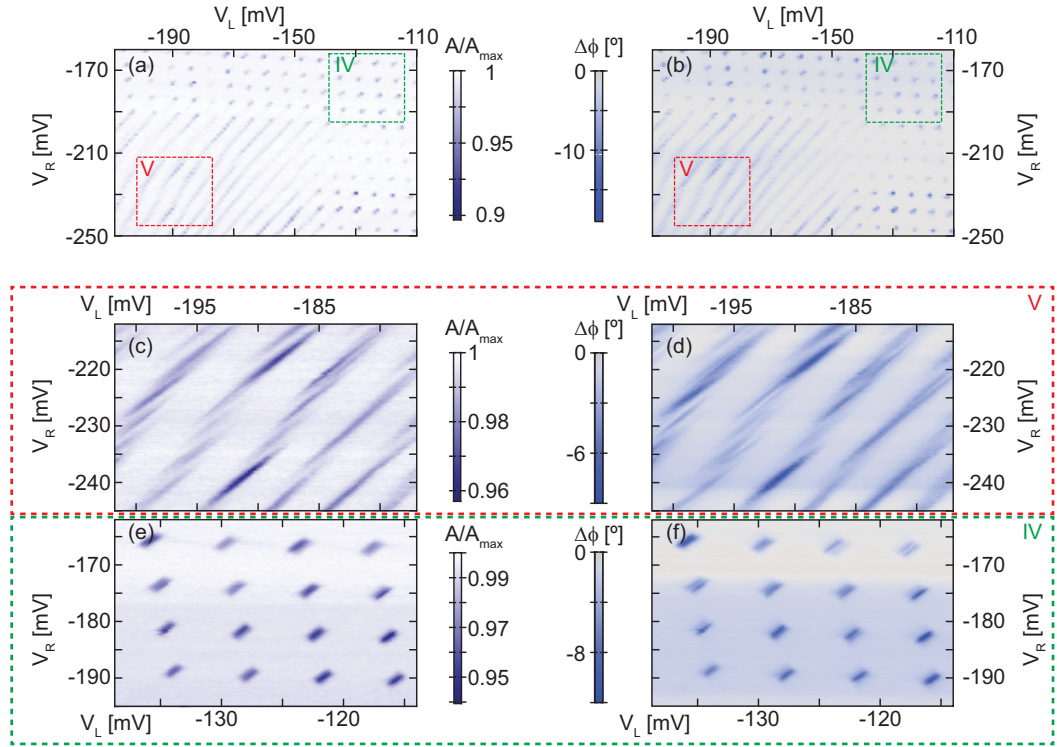 V_L [mV]
V_L [mV]
-190
-150
-110
A/A_max
Δϕ [º]
-190
-150
-110
-170
(a)
IV
1
0
(b)
IV
-170
V_R [mV]
-210
V
0.95
-10
V
-210
V_R [mV]
-250
0.9
-250
V_L [mV]
-195
-185
A/A_max
Δϕ [º]
V_L [mV]
-195
-185
V
(c)
1
0
(d)
-220
-220
V_R [mV]
-230
0.98
-230
V_R [mV]
-240
0.96
-6
-240
(e)
A/A_max
Δϕ [º]
(f)
IV
-170
0.99
0
-170
V_R [mV]
-180
0.97
-180
V_R [mV]
-190
0.95
-8
-190
V_L [mV]
-130
-120
V_L [mV]
-130
-120